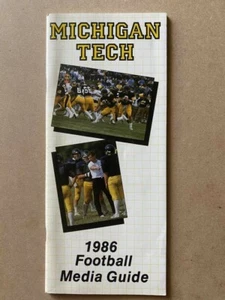 MICHIGAN
TECH
1986
Football
Media Guide